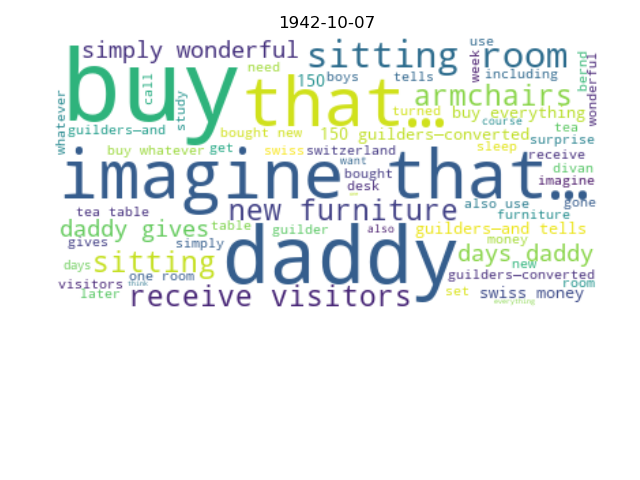 1942-10-07
simply wonderful
sitting room
use
week
including
bernd
wonderful
buy
call
study
whatever
need
150
boys
tells
that…
armchairs
turned
buy everything
guilders—and
bought new
150 guilders—converted
course
tea
surprise
buy whatever
get
swiss
switzerland
sleep
receive
imagine that…
want
bought
desk
divan
imagine
gone
tea table
new furniture
also use
furniture
daddy gives
table
guilder
also
guilders—and tells
gives
simply
daddy
money
days daddy
days
sitting
new
one room
guilders—converted
visitors
think
room
later
receive visitors
set
swiss money
everything